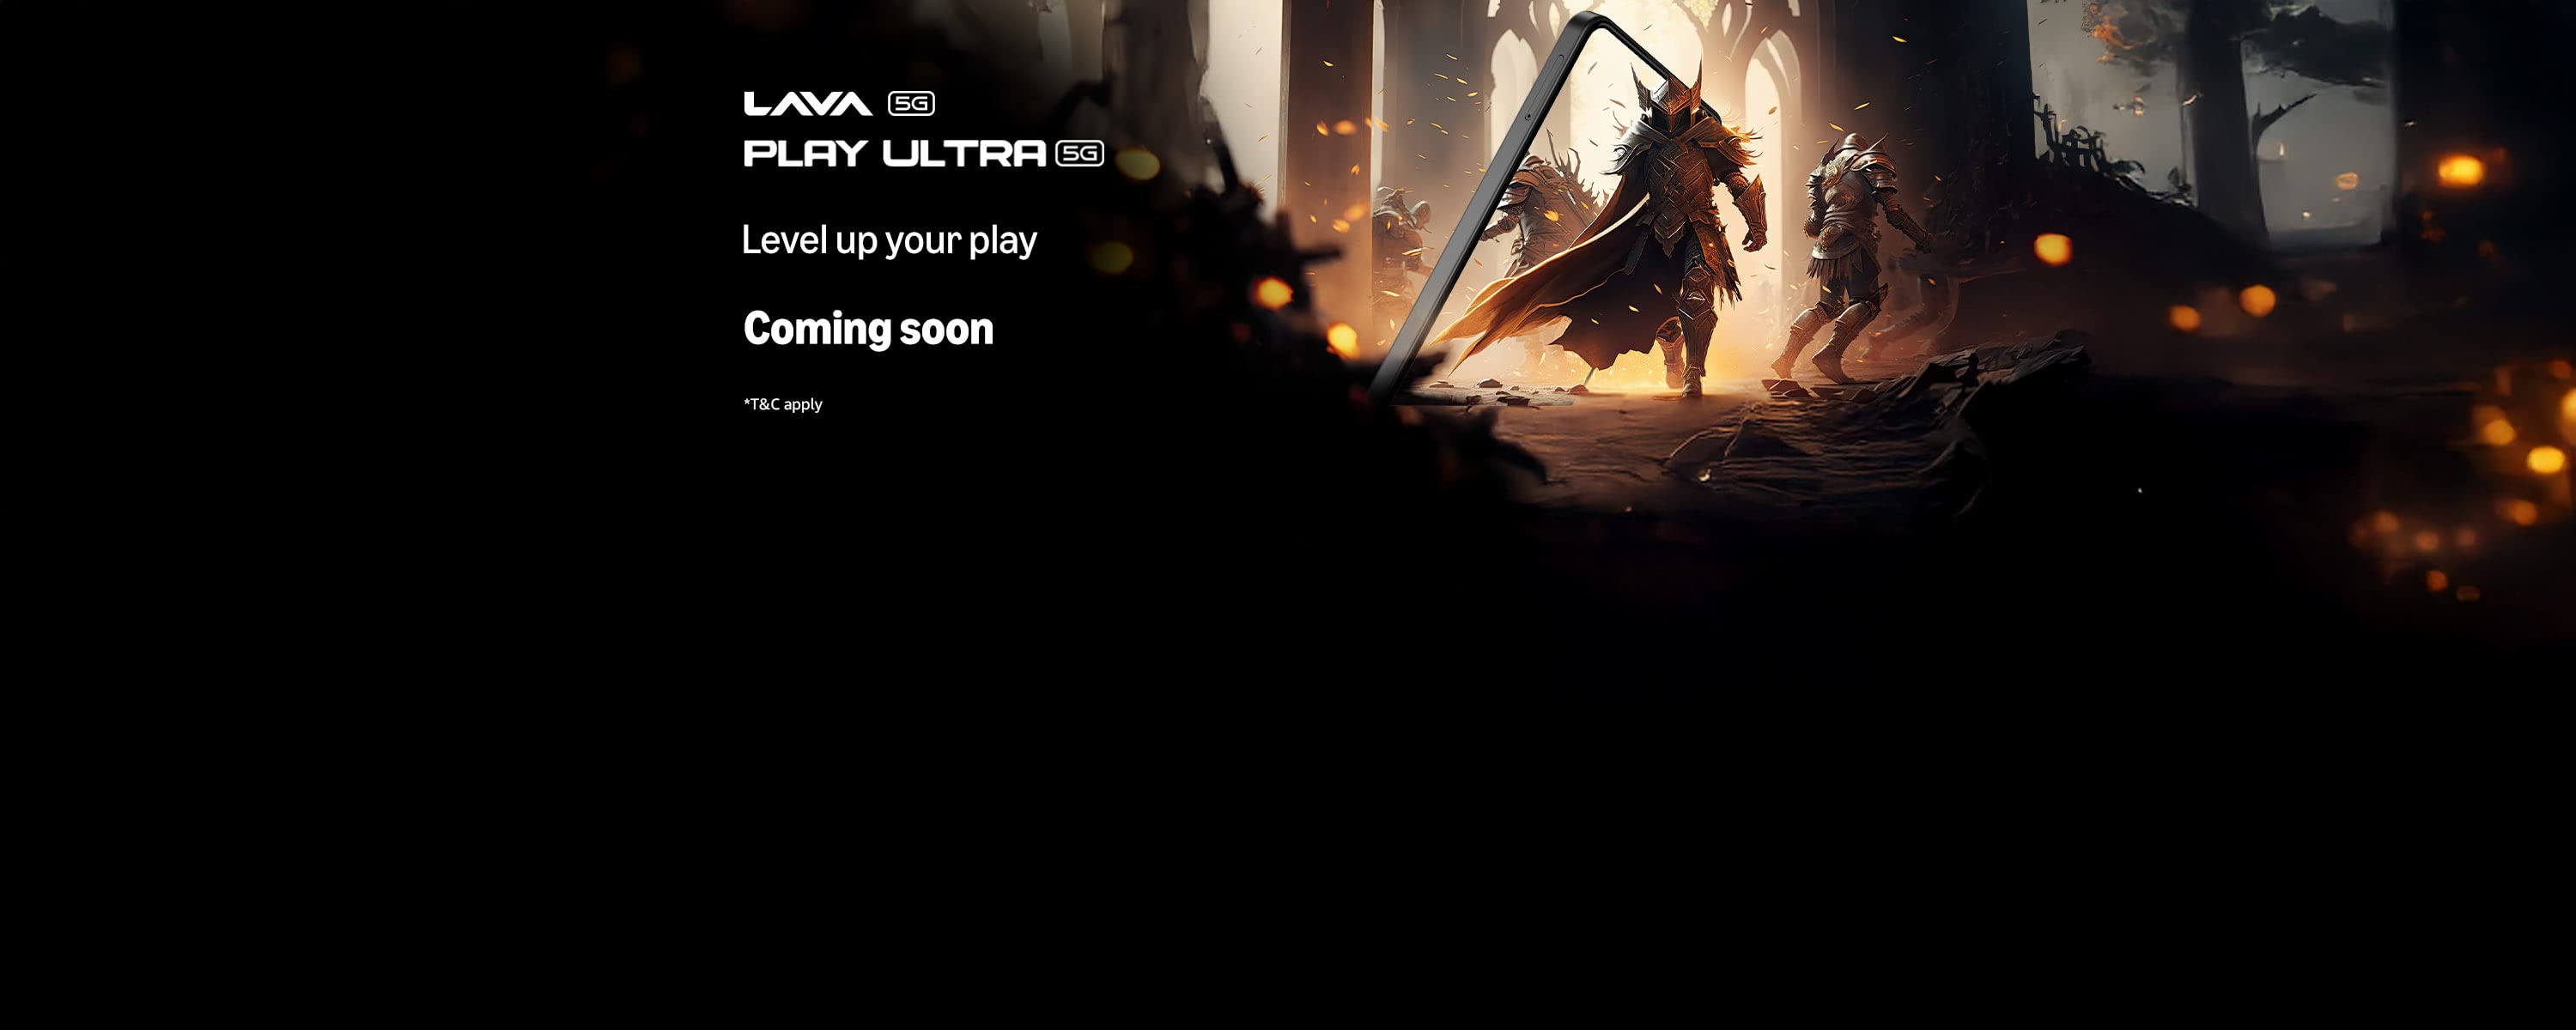 LAVA 5G
PLAY ULTRA 5G
Level up your play
Coming soon
*T&C apply